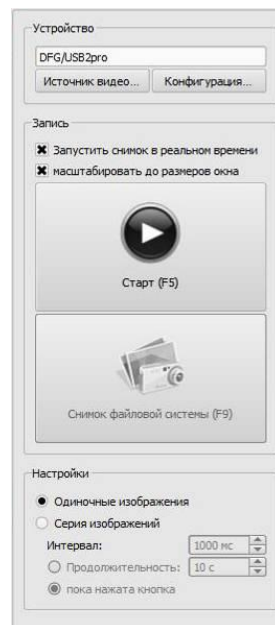 Устройство
DFG/USB2pro
Источник видео... Конфигурация...
Запись
Запустить снимок в реальном времени
масштабировать до размеров окна
Старт (F5)
Снимок файловой системы (F9)
Настройки
Одиночные изображения
Серия изображений
Интервал: 1000 мс
Продолжительность: 10 с
пока нажата кнопка